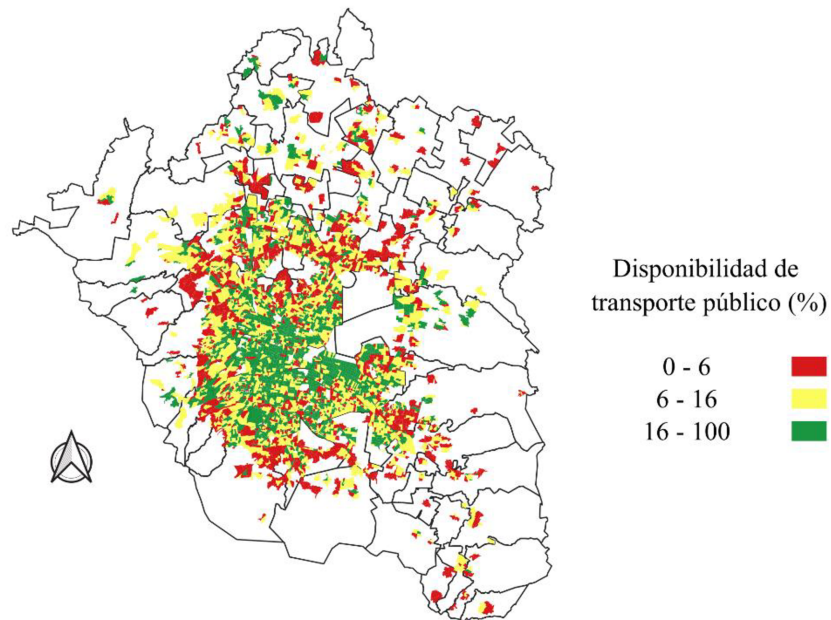 Disponibilidad de
transporte público (%)
0 - 6
6 - 16
16 - 100